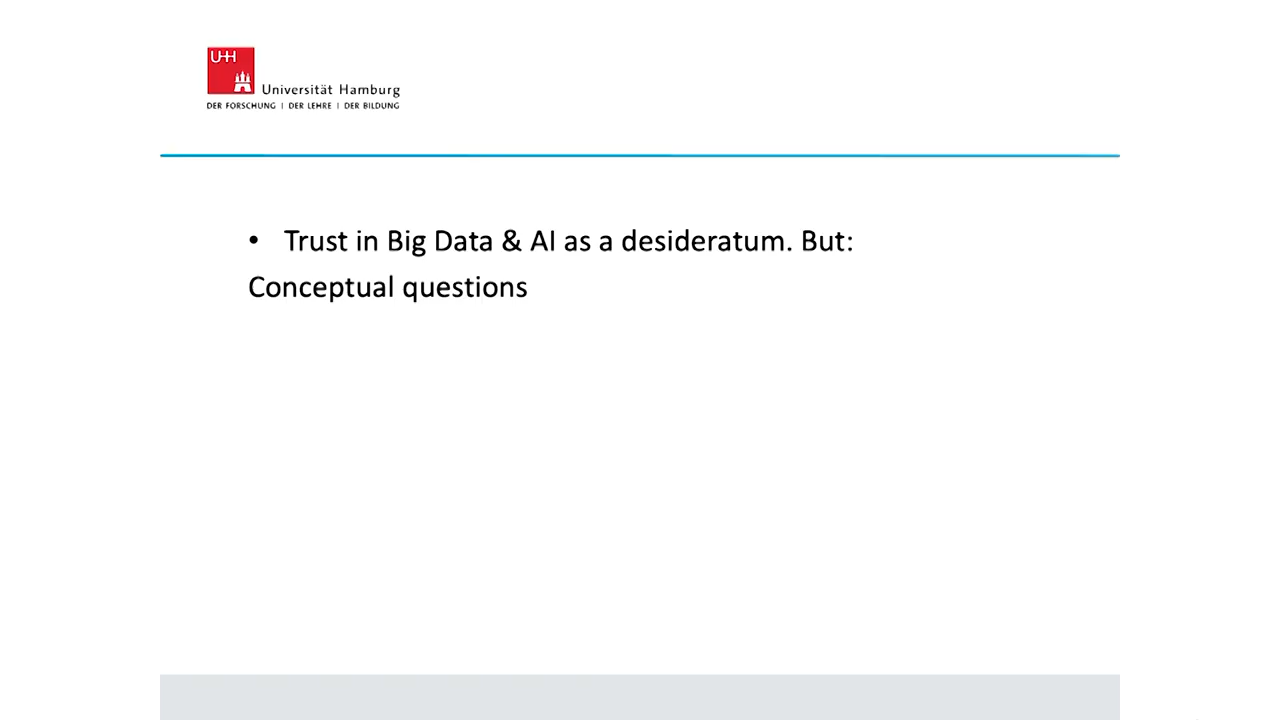 UHH
Universität Hamburg
DER FORSCHUNG | DER LEHRE | DER BILDUNG
• Trust in Big Data & AI as a desideratum. But:
Conceptual questions